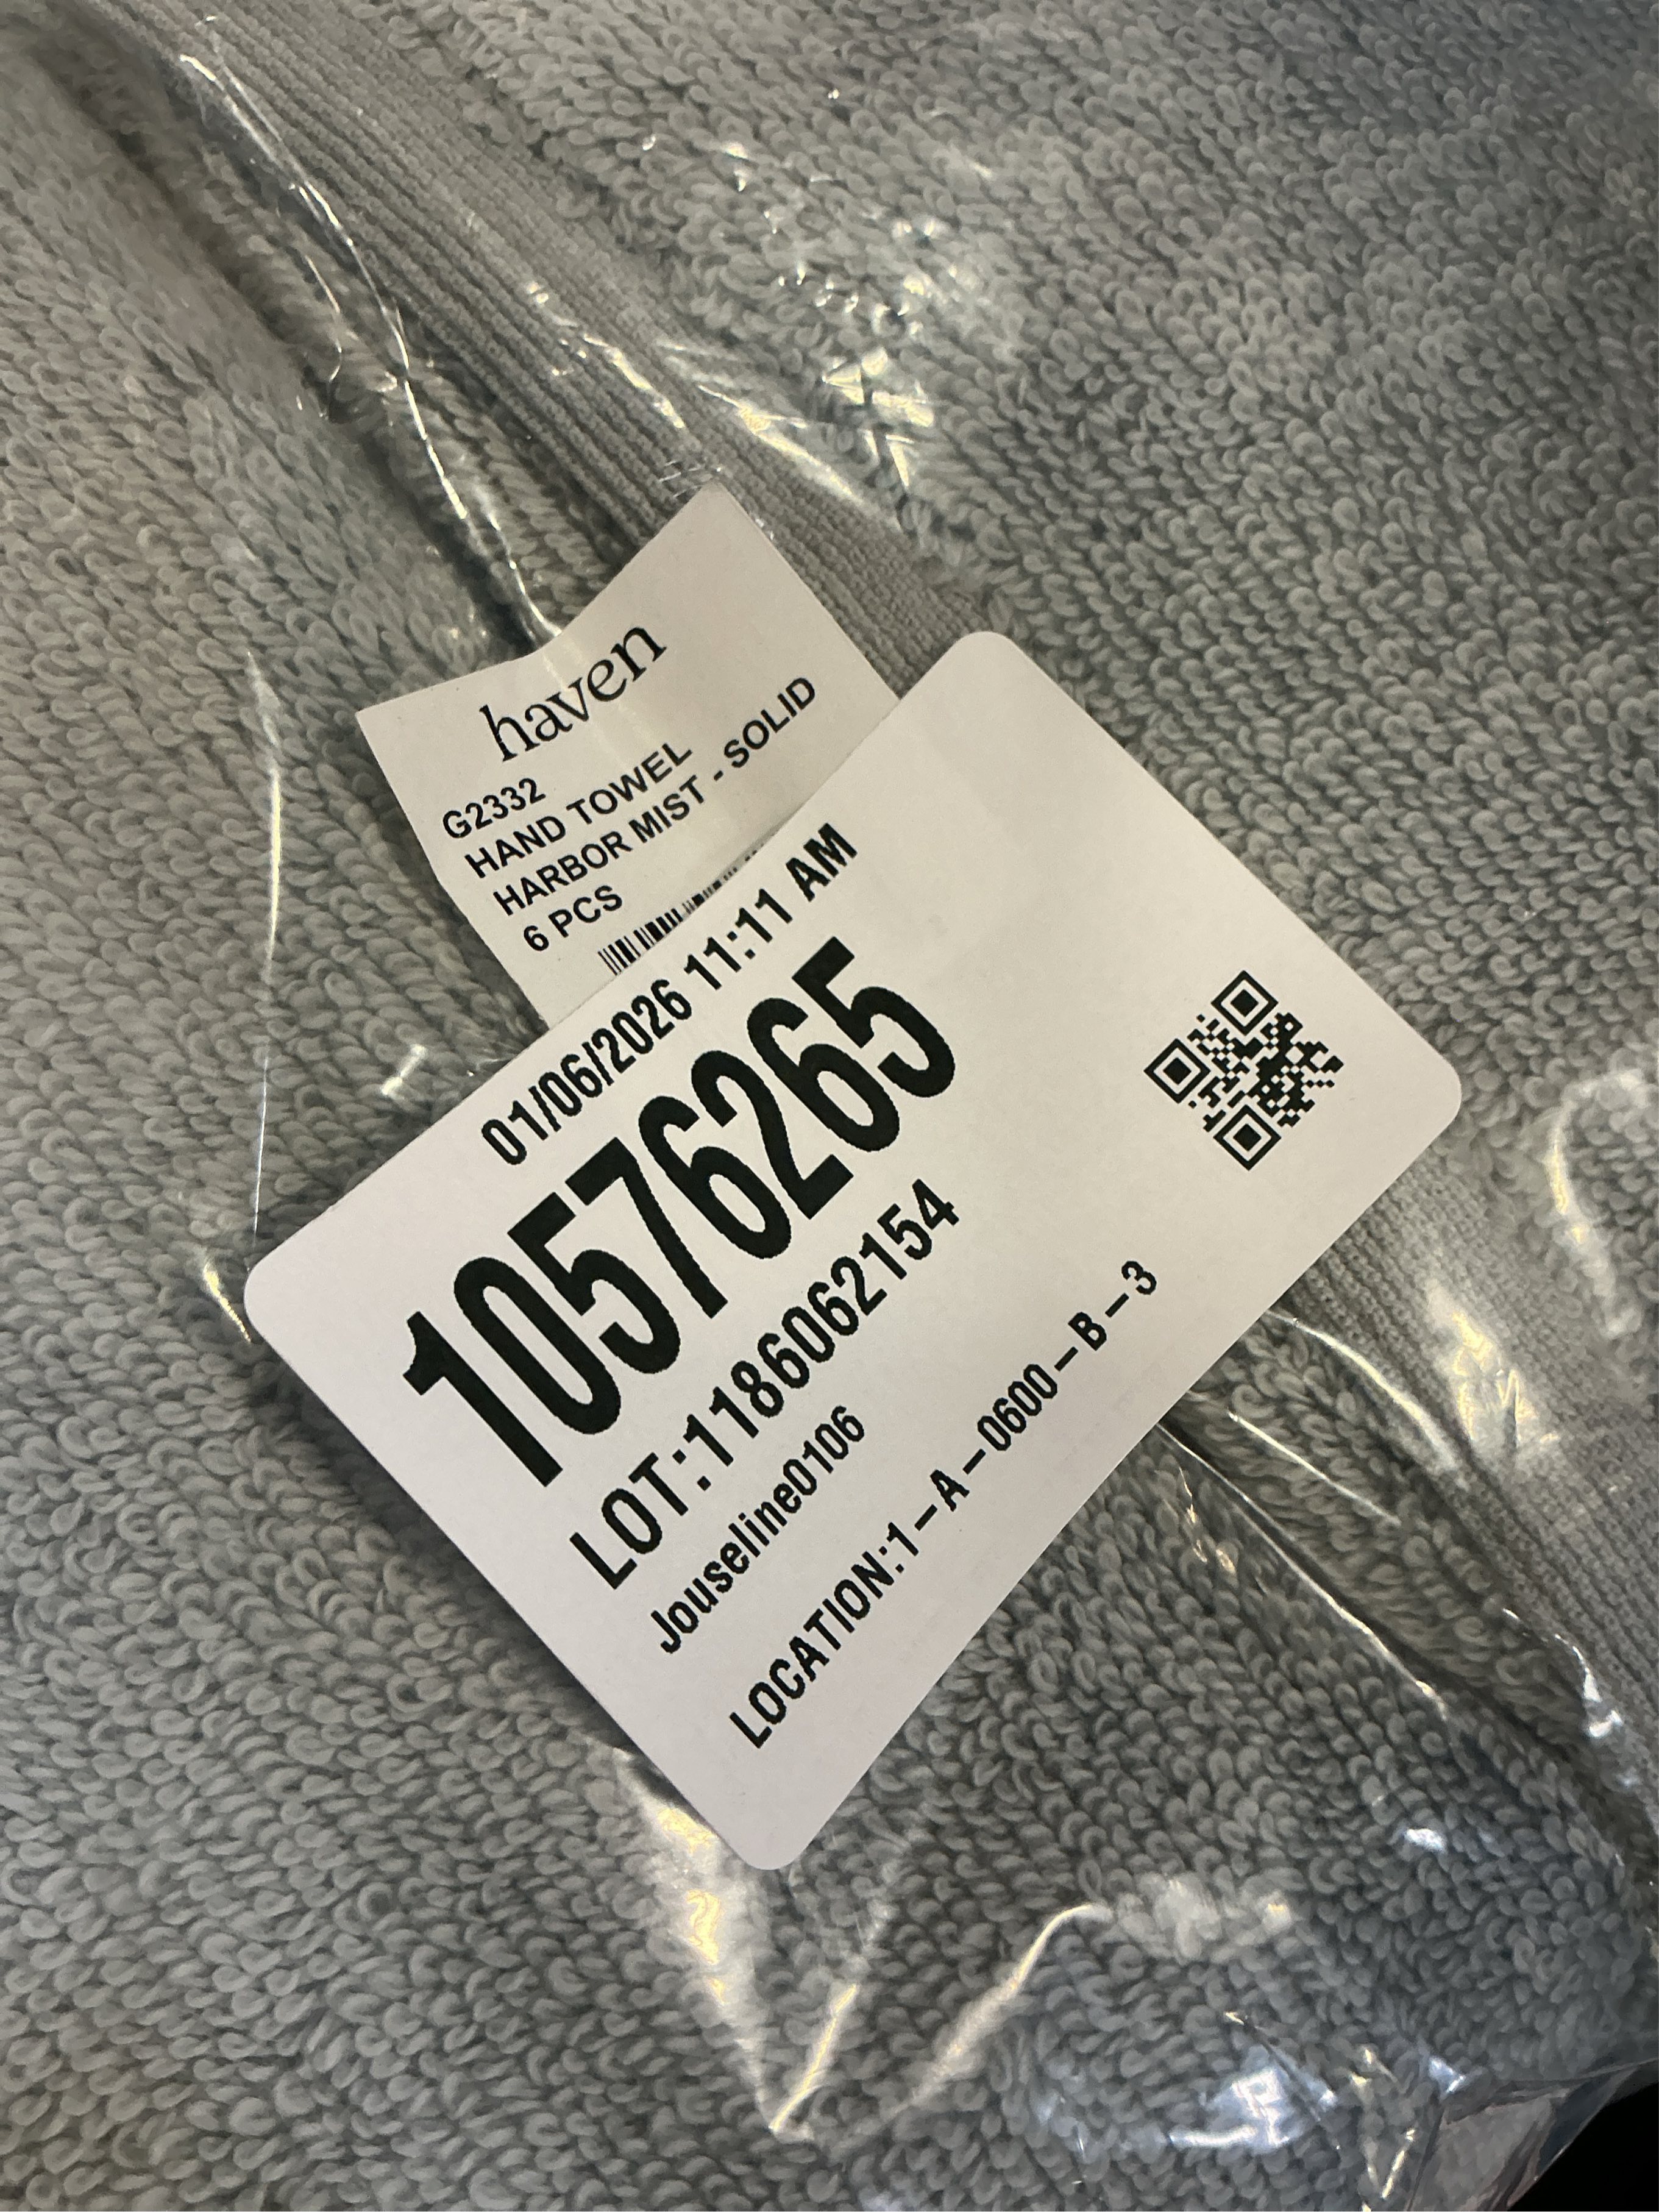 haven
G2332
HAND TOWEL
HARBOR MIST - SOLID
6 PCS
01/06/2026 11:11 AM
10576265
LOT:1186062154
Jouseline0106
LOCATION:1-A-0600-B-3